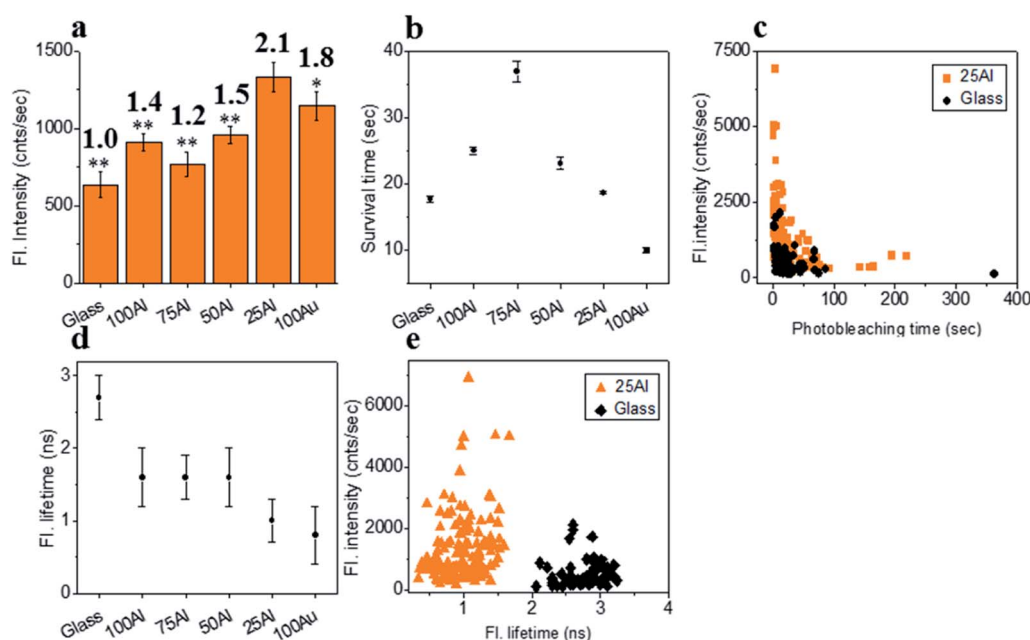 a
1500
1000
500
0
Fl. Intensity (cnts/sec)
1.0
1.4
1.2
1.5
2.1
1.8
**
**
**
**
*
Glass
100Al
75Al
50Al
25Al
100Au
b
40
30
20
10
Survival time (sec)
Glass
100Al
75Al
50Al
25Al
100Au
c
7500
5000
2500
0
Fl.intensity (cnts/sec)
25Al
Glass
0 100 200 300 400
Photobleaching time (sec)
d
3
2
1
0
Fl. lifetime (ns)
Glass
100Al
75Al
50Al
25Al
100Au
e
6000
4000
2000
0
Fl. intensity (cnts/sec)
25Al
Glass
1 2 3 4
Fl. lifetime (ns)